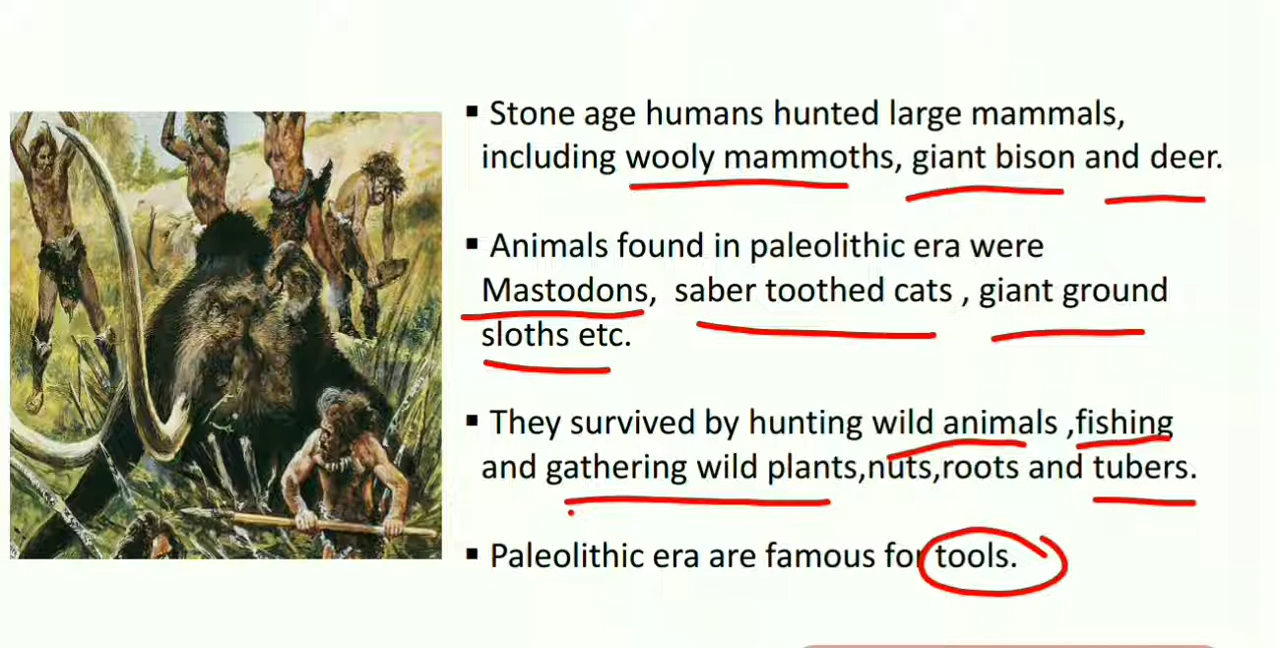 ▪ Stone age humans hunted large mammals,
including wooly mammoths, giant bison and deer.
▪ Animals found in paleolithic era were
Mastodons, saber toothed cats , giant ground
sloths etc.
▪ They survived by hunting wild animals ,fishing
and gathering wild plants,nuts,roots and tubers.
▪ Paleolithic era are famous for tools.